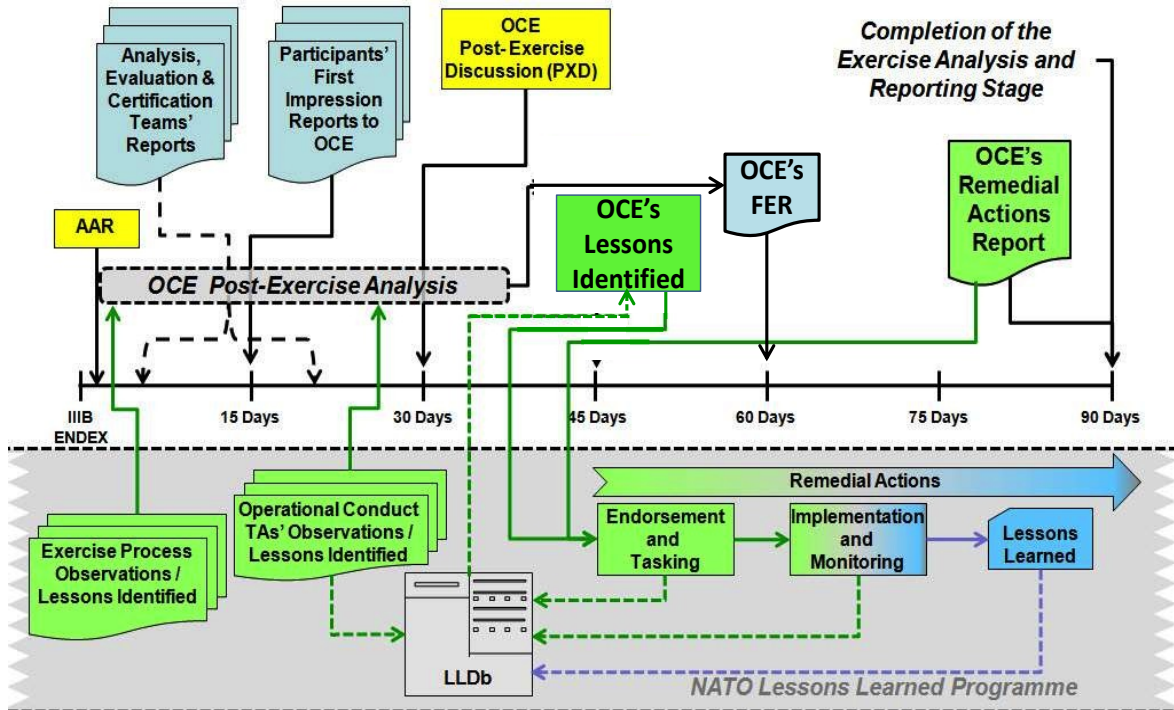 Analysis,
Evaluation &
Certification
Teams'
Reports
Participants'
First
Impression
Reports to
OCE
OCE
Post- Exercise
Discussion (PXD)
Completion of the
Exercise Analysis and
Reporting Stage
AAR
OCE Post-Exercise Analysis
OCE's
Lessons
Identified
OCE's
FER
OCE's
Remedial
Actions
Report
IIIB
ENDEX
15 Days
30 Days
45 Days
60 Days
75 Days
90 Days
Remedial Actions
Exercise Process
Observations /
Lessons Identified
Operational Conduct
TAs' Observations /
Lessons Identified
Endorsement
and
Tasking
Implementation
and
Monitoring
Lessons
Learned
LLDb
NATO Lessons Learned Programme